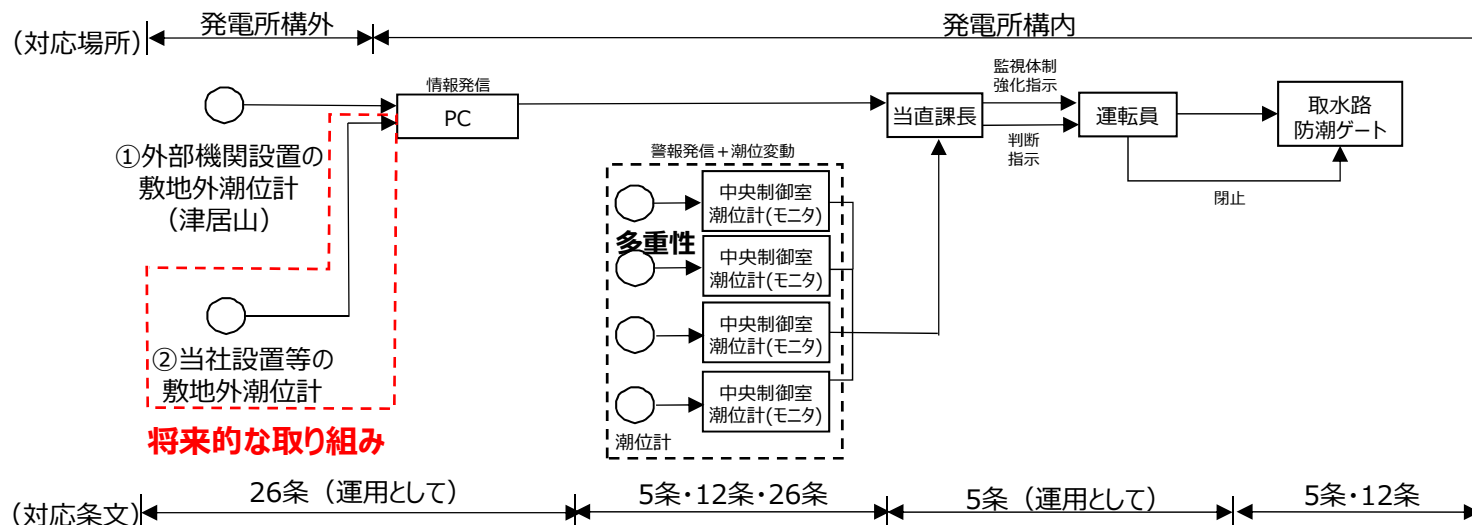 (対応場所)
発電所構外
発電所構内
情報発信
PC
①外部機関設置の
敷地外潮位計
(津居山)
②当社設置等の
敷地外潮位計
将来的な取り組み
警報発信+潮位変動
中央制御室
潮位計(モニタ)
多重性
中央制御室
潮位計(モニタ)
中央制御室
潮位計(モニタ)
中央制御室
潮位計(モニタ)
潮位計
当直課長
監視体制
強化指示
判断
指示
運転員
閉止
取水路
防潮ゲート
(対応条文)
26条(運用として)
5条・12条・26条
5条(運用として)
5条・12条